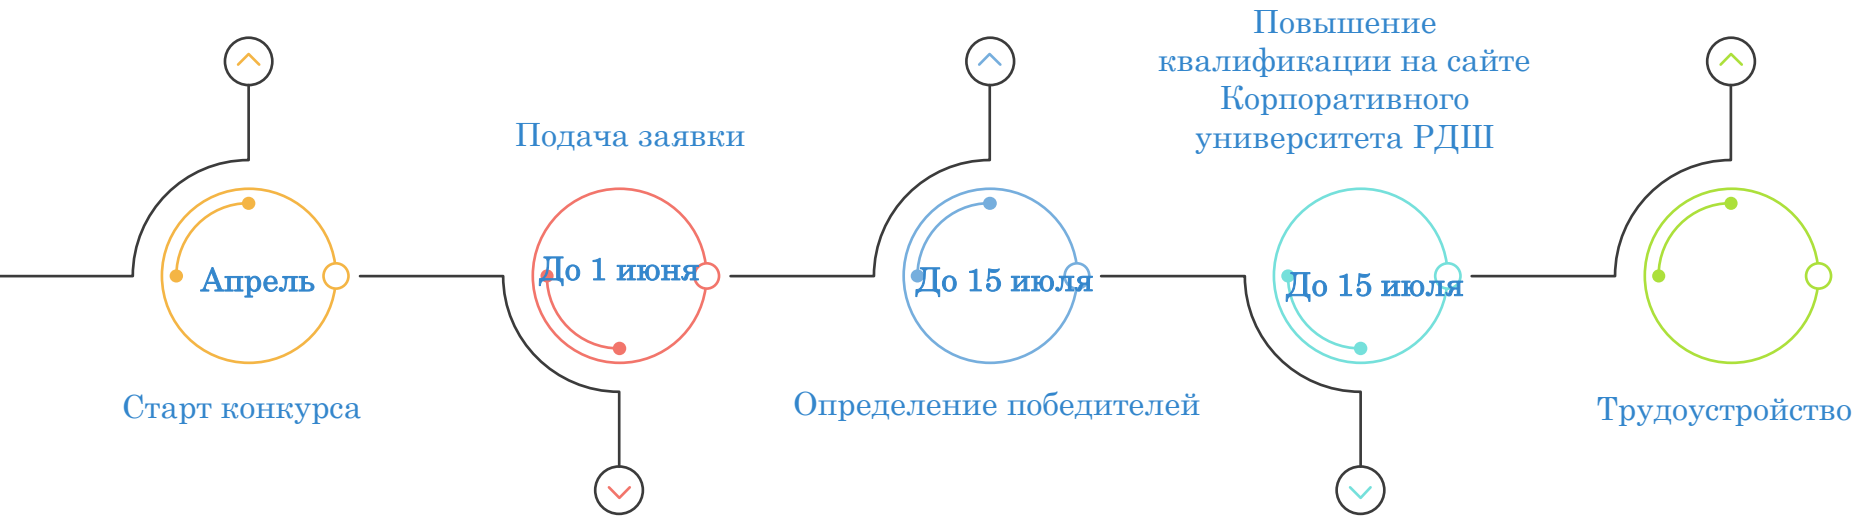 Апрель
Старт конкурса
Подача заявки
До 1 июня
До 15 июля
Определение победителей
Повышение
квалификации на сайте
Корпоративного
университета РДШ
До 15 июля
Трудоустройство